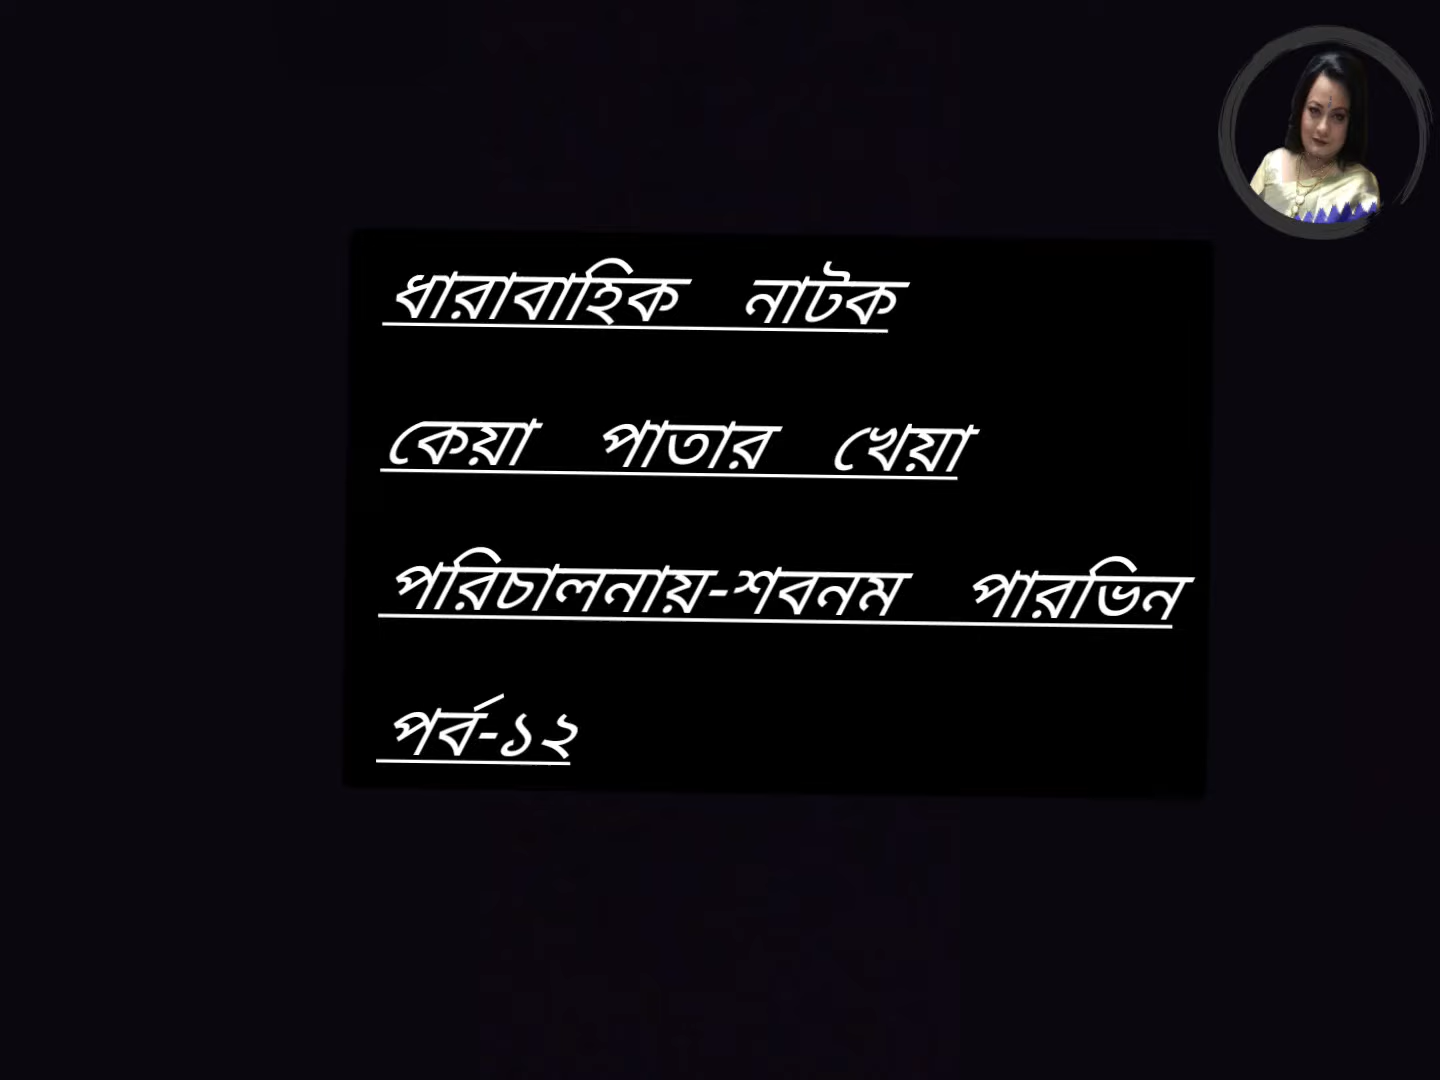 ধারাবাহিক নাটক
কেয়া পাতার খেয়া
পরিচালনায়-শবনম পারভিন
পর্ব-১২